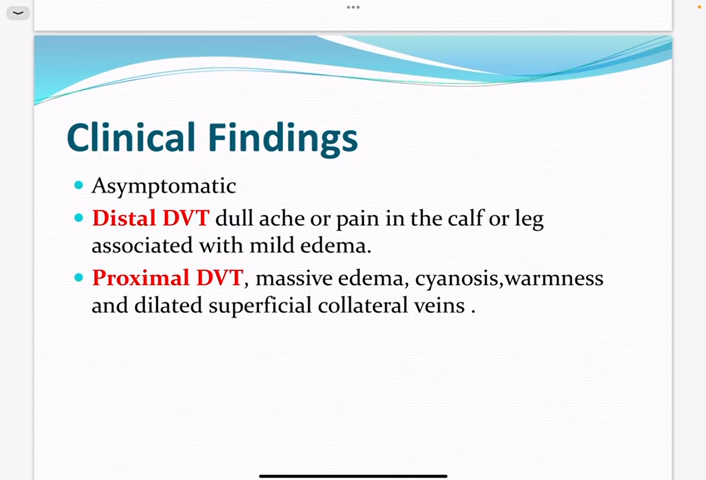 Clinical Findings
Asymptomatic
Distal DVT dull ache or pain in the calf or leg
associated with mild edema.
Proximal DVT, massive edema, cyanosis,warmness
and dilated superficial collateral veins .